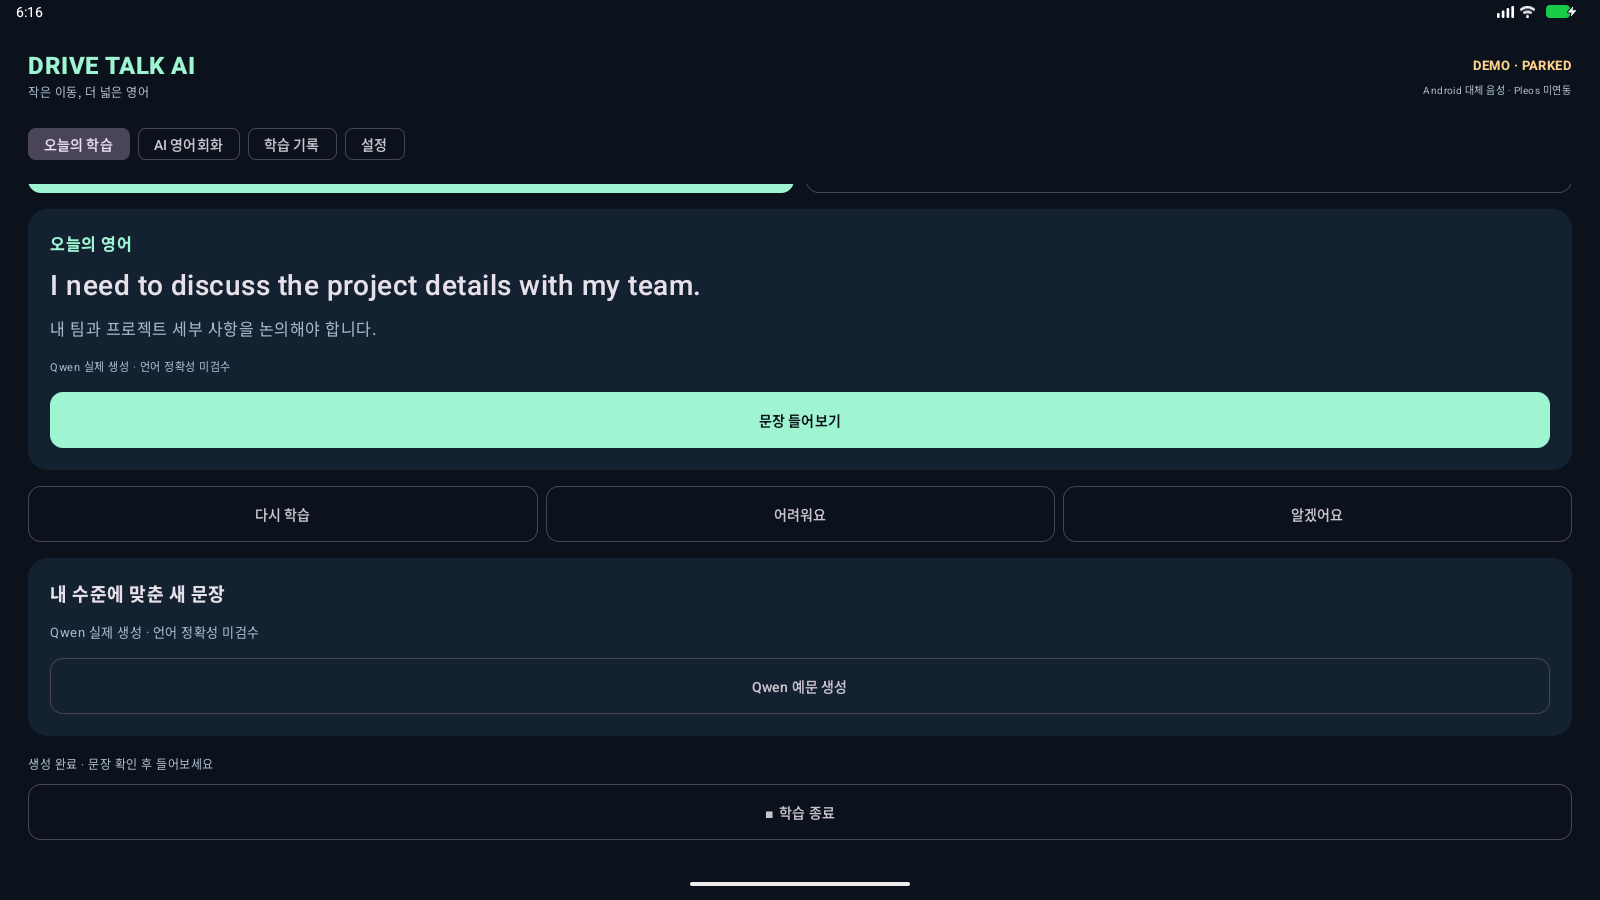 6:16
DRIVE TALK AI
작은 이동, 더 넓은 영어
DEMO · PARKED
Android 대체 음성 · Pleos 미연동
오늘의 학습
AI 영어회화
학습 기록
설정
오늘의 영어
I need to discuss the project details with my team.
내 팀과 프로젝트 세부 사항을 논의해야 합니다.
Qwen 실제 생성 · 언어 정확성 미검수
문장 들어보기
다시 학습
어려워요
알겠어요
내 수준에 맞춘 새 문장
Qwen 실제 생성 · 언어 정확성 미검수
Qwen 예문 생성
생성 완료 · 문장 확인 후 들어보세요
■ 학습 종료